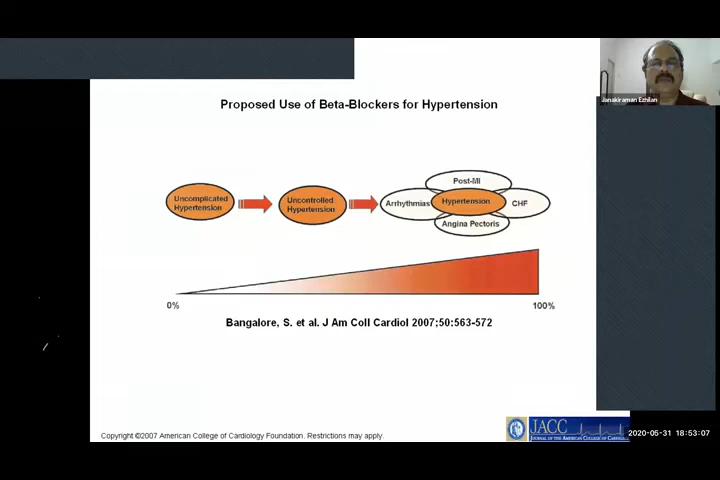 Janakiraman Ezhilan
Proposed Use of Beta-Blockers for Hypertension
Uncomplicated
Hypertension
Uncontrolled
Hypertension
Post-MI
Arrhythmias
Hypertension
CHF
Angina Pectoris
0%
100%
Bangalore, S. et al. J Am Coll Cardiol 2007;50:563-572
Copyright ©2007 American College of Cardiology Foundation. Restrictions may apply.
JACC
JOURNAL OF THE AMERICAN COLLEGE OF CARDIOL
2020-05-31 18:53:07